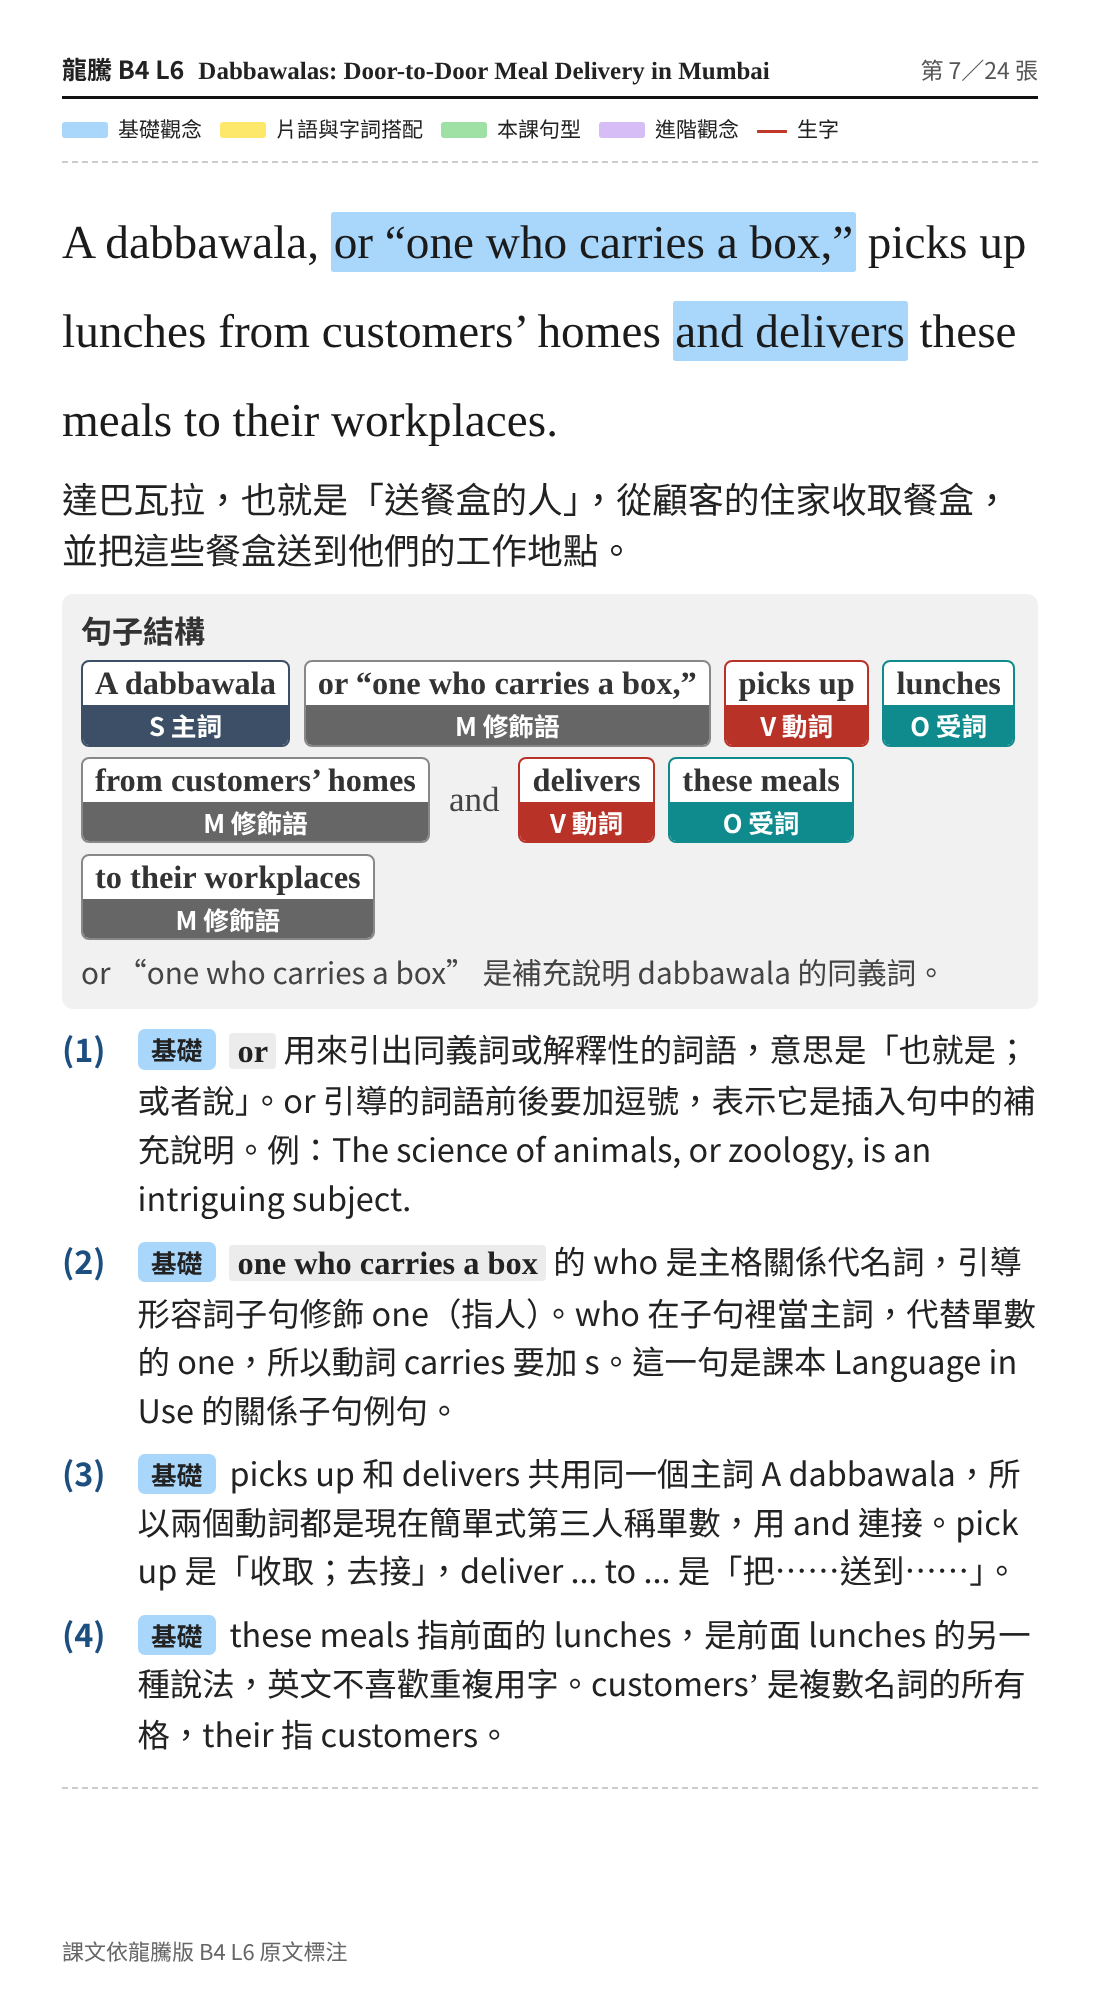 龍騰 B4 L6 Dabbawalas: Door-to-Door Meal Delivery in Mumbai 第 7／24 張
基礎觀念 片語與字詞搭配 本課句型 進階觀念 生字
A dabbawala, or “one who carries a box,” picks up
lunches from customers’ homes and delivers these
meals to their workplaces.
達巴瓦拉，也就是「送餐盒的人」，從顧客的住家收取餐盒，
並把這些餐盒送到他們的工作地點。
句子結構
A dabbawala or “one who carries a box,” picks up lunches
S 主詞 M 修飾語 V 動詞 O 受詞
from customers’ homes and delivers these meals
M 修飾語 V 動詞 O 受詞
to their workplaces
M 修飾語
or “one who carries a box” 是補充說明 dabbawala 的同義詞。
(1) 基礎 or 用來引出同義詞或解釋性的詞語，意思是「也就是；
或者說」。or 引導的詞語前後要加逗號，表示它是插入句中的補
充說明。例：The science of animals, or zoology, is an
intriguing subject.
(2) 基礎 one who carries a box 的 who 是主格關係代名詞，引導
形容詞子句修飾 one（指人）。who 在子句裡當主詞，代替單數
的 one，所以動詞 carries 要加 s。這一句是課本 Language in
Use 的關係子句例句。
(3) 基礎 picks up 和 delivers 共用同一個主詞 A dabbawala，所
以兩個動詞都是現在簡單式第三人稱單數，用 and 連接。pick
up 是「收取；去接」，deliver ... to ... 是「把……送到……」。
(4) 基礎 these meals 指前面的 lunches，是前面 lunches 的另一
種說法，英文不喜歡重複用字。customers’ 是複數名詞的所有
格，their 指 customers。
課文依龍騰版 B4 L6 原文標注